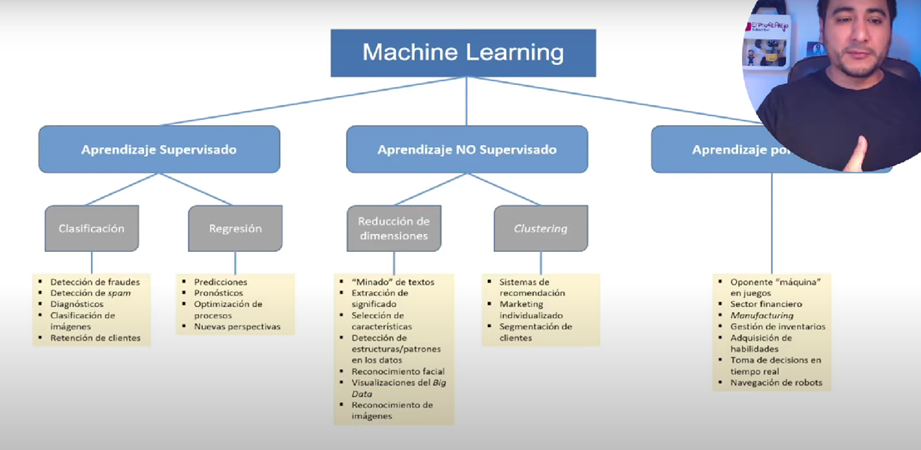 Machine Learning
Aprendizaje Supervisado
Aprendizaje NO Supervisado
Aprendizaje por
Clasificación
Regresión
Reducción de
dimensiones
Clustering
▪ Detección de fraudes
▪ Detección de spam
▪ Diagnósticos
▪ Clasificación de
imágenes
▪ Retención de clientes
▪ Predicciones
▪ Pronósticos
▪ Optimización de
procesos
▪ Nuevas perspectivas
▪ “Minado” de textos
▪ Extracción de
significado
▪ Selección de
características
▪ Detección de
estructuras/patrones
en los datos
▪ Reconocimiento facial
▪ Visualizaciones del Big
Data
▪ Reconocimiento de
imágenes
▪ Sistemas de
recomendación
▪ Marketing
individualizado
▪ Segmentación de
clientes
▪ Oponente “máquina”
en juegos
▪ Sector financiero
▪ Manufacturing
▪ Gestión de inventarios
▪ Adquisición de
habilidades
▪ Toma de decisions en
tiempo real
▪ Navegación de robots